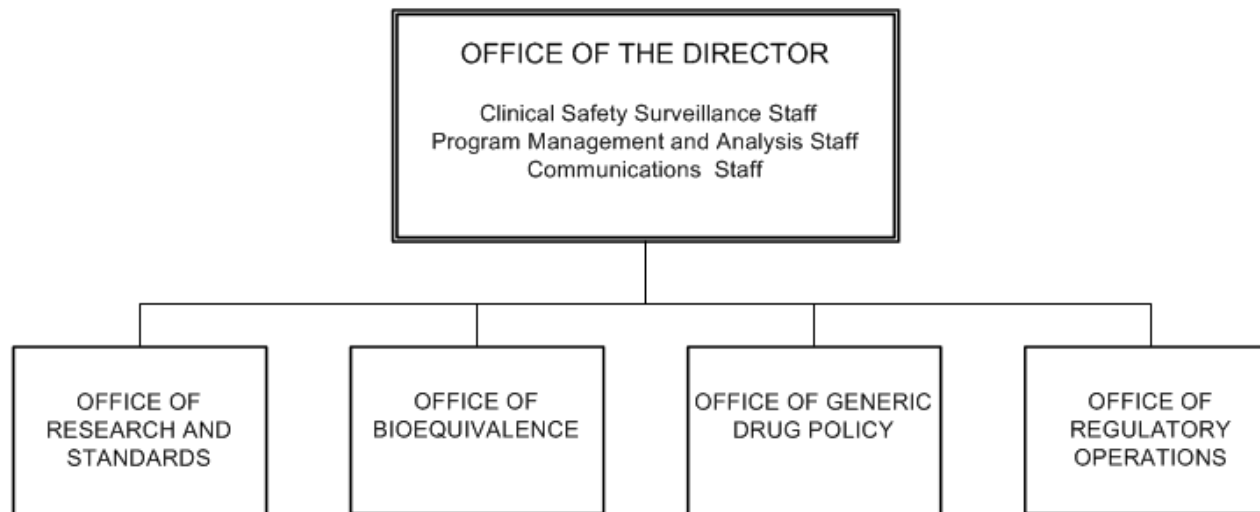 OFFICE OF THE DIRECTOR
Clinical Safety Surveillance Staff
Program Management and Analysis Staff
Communications Staff
OFFICE OF
RESEARCH AND
STANDARDS
OFFICE OF
BIOEQUIVALENCE
OFFICE OF GENERIC
DRUG POLICY
OFFICE OF
REGULATORY
OPERATIONS